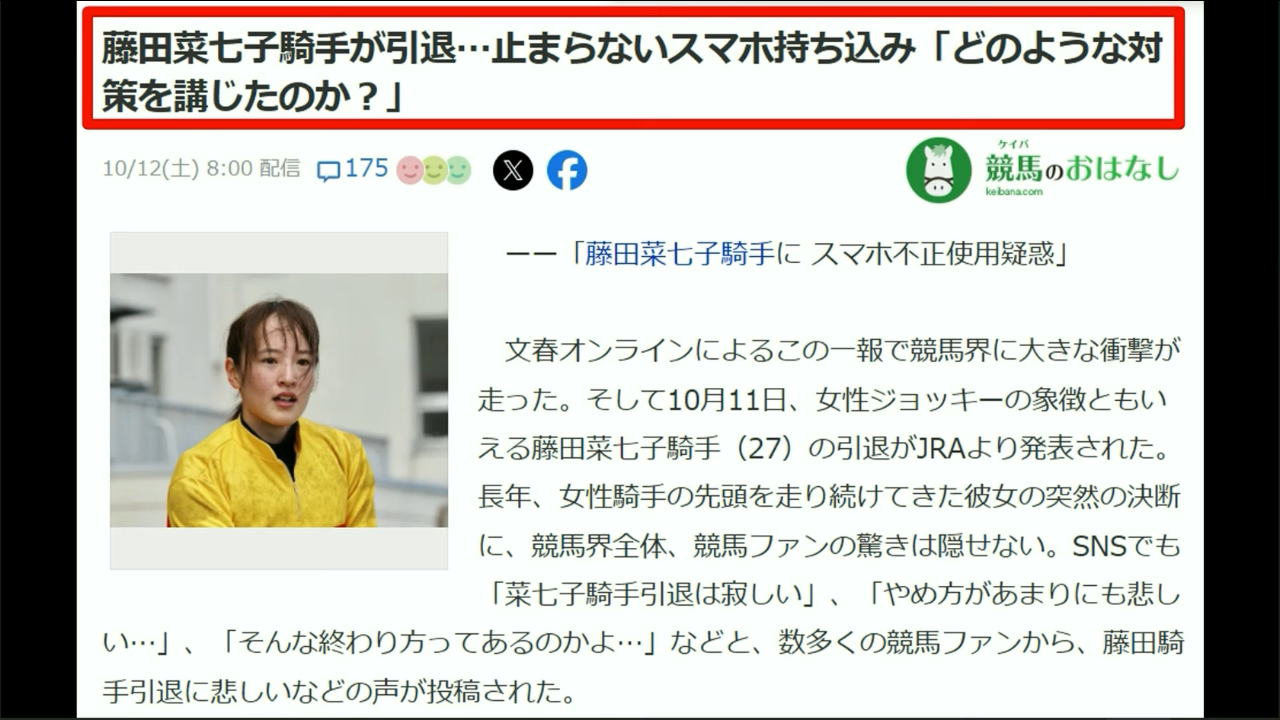 藤田菜七子騎手が引退…止まらないスマホ持ち込み「どのような対
策を講じたのか？」
10/12(土) 8:00 配信 175
ケイバ
競馬のおはなし
keibana.com
ーー「藤田菜七子騎手に スマホ不正使用疑惑」
文春オンラインによるこの一報で競馬界に大きな衝撃が
走った。そして10月11日、女性ジョッキーの象徴ともい
える藤田菜七子騎手（27）の引退がJRAより発表された。
長年、女性騎手の先頭を走り続けてきた彼女の突然の決断
に、競馬界全体、競馬ファンの驚きは隠せない。SNSでも
「菜七子騎手引退は寂しい」、「やめ方があまりにも悲し
い…」、「そんな終わり方ってあるのかよ…」などと、数多くの競馬ファンから、藤田騎
手引退に悲しいなどの声が投稿された。